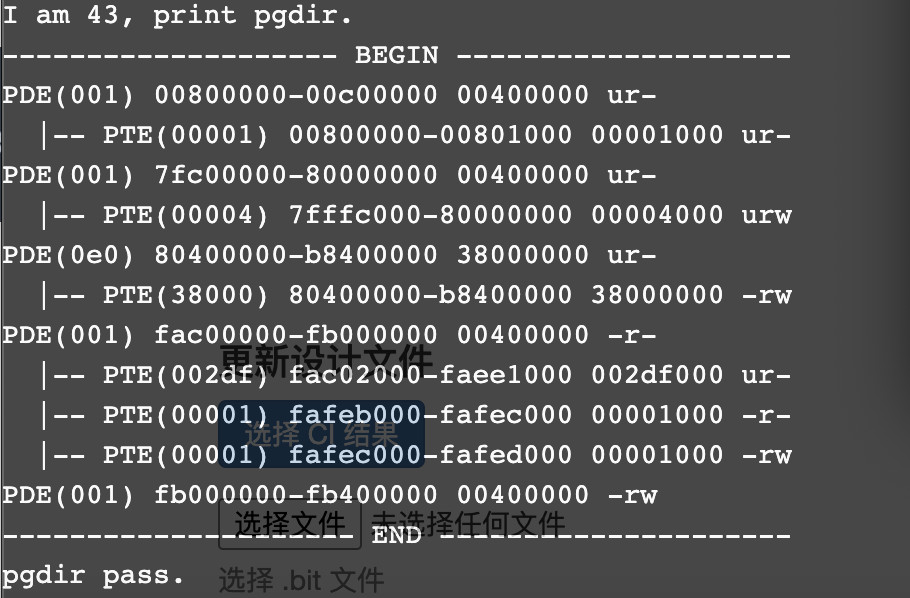 I am 43, print pgdir.
-------------------- BEGIN --------------------
PDE(001) 00800000-00c00000 00400000 ur-
  |-- PTE(00001) 00800000-00801000 00001000 ur-
PDE(001) 7fc00000-80000000 00400000 ur-
  |-- PTE(00004) 7fffc000-80000000 00004000 urw
PDE(0e0) 80400000-b8400000 38000000 ur-
  |-- PTE(38000) 80400000-b8400000 38000000 -rw
PDE(001) fac00000-fb000000 00400000 -r-
更新设计文件
  |-- PTE(002df) fac02000-faee1000 002df000 ur-
  |-- PTE(00001) fafeb000-fafec000 00001000 -r-
选择 CI 结果
  |-- PTE(00001) fafec000-fafed000 00001000 -rw
PDE(001) fb000000-fb400000 00400000 -rw
选择文件 未选择任何文件
--------------------- END ---------------------
pgdir pass.
选择 .bit 文件